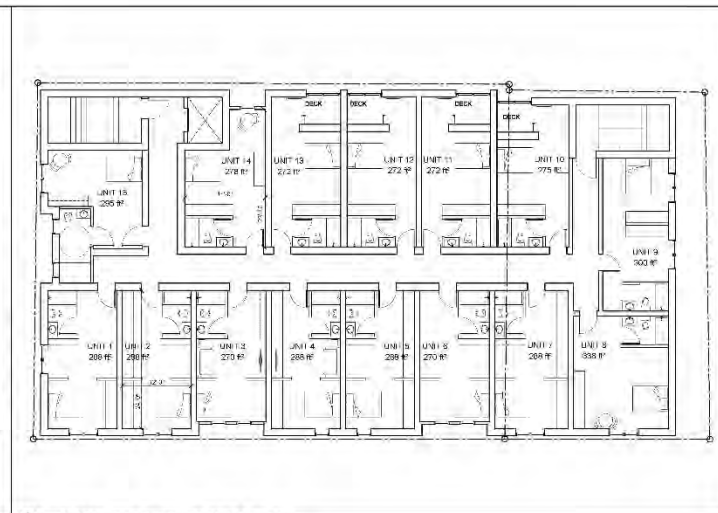 DECK
DECK
DECK
DECK
UNIT 14
278 ft²
UNIT 13
272 ft²
UNIT 12
272 ft²
UNIT 11
272 ft²
UNIT 10
275 ft²
UNIT 15
295 ft²
UNIT 9
300 ft²
UNIT 1
288 ft²
UNIT 2
UNIT 3
270 ft²
UNIT 4
288 ft²
UNIT 5
288 ft²
UNIT 6
270 ft²
UNIT 7
288 ft²
UNIT 8
338 ft²